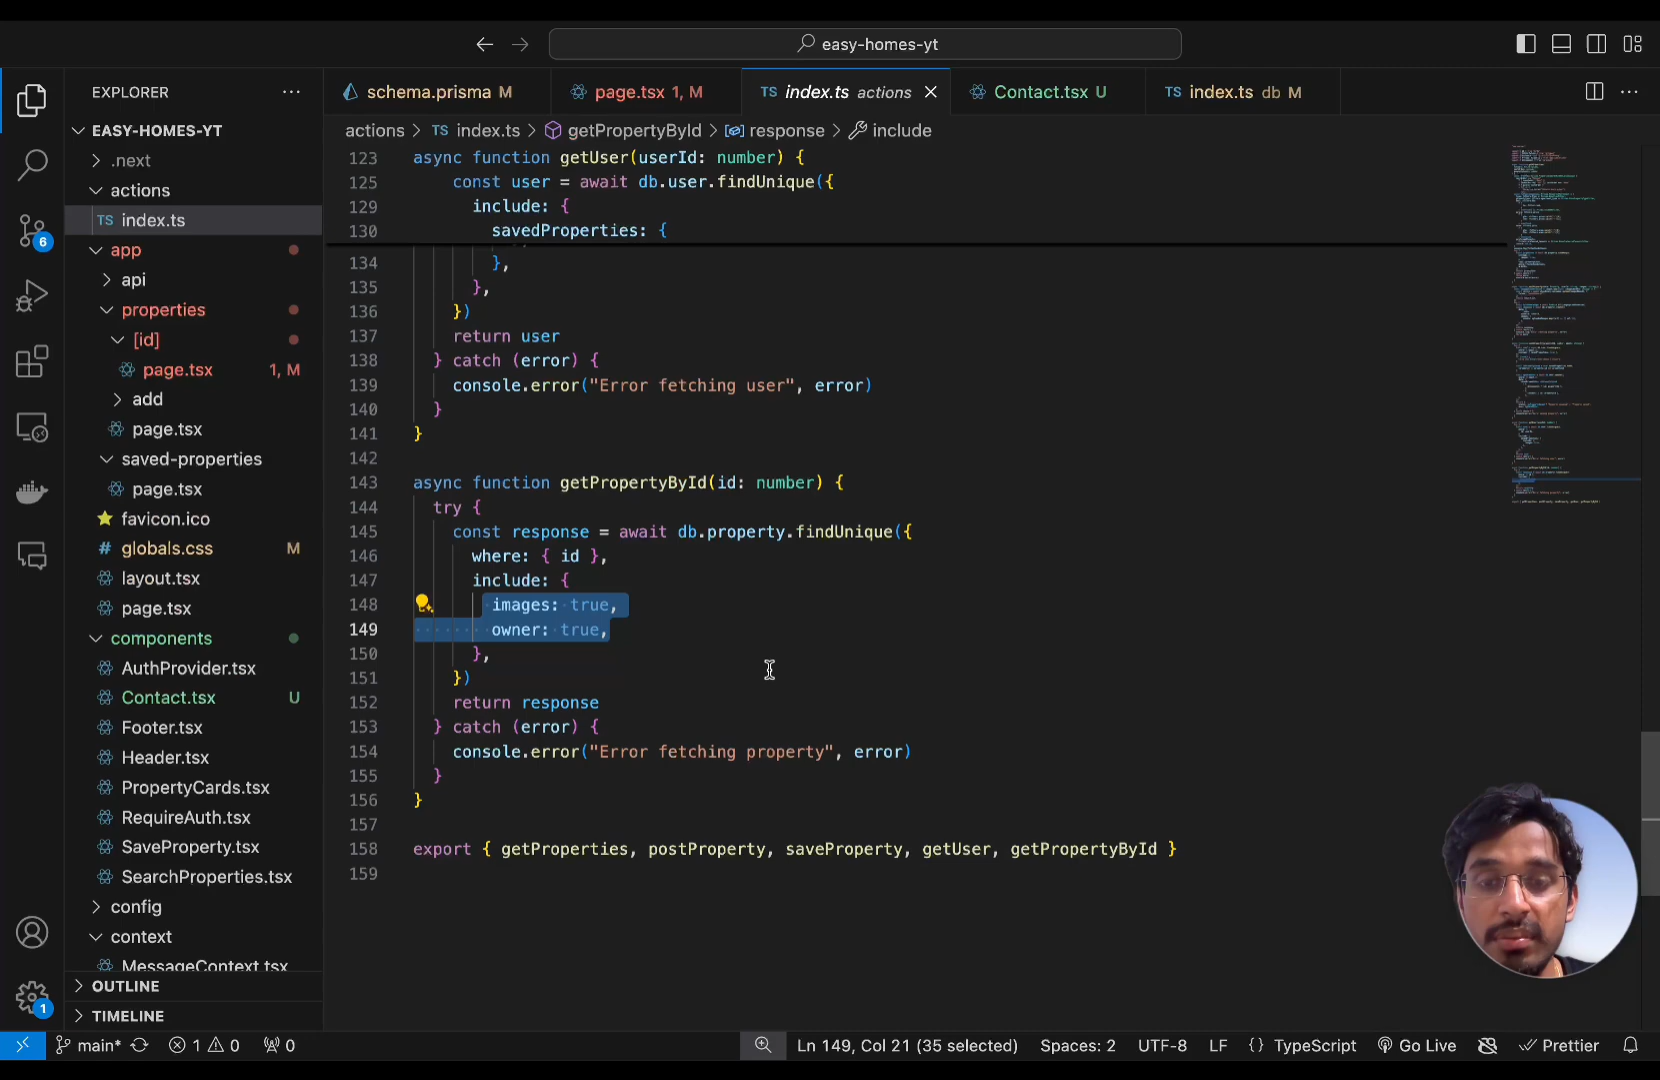 easy-homes-yt
EXPLORER
EASY-HOMES-YT
.next
actions
TS index.ts
app
api
properties
[id]
page.tsx 1, M
add
page.tsx
saved-properties
page.tsx
favicon.ico
# globals.css M
layout.tsx
page.tsx
components
AuthProvider.tsx
Contact.tsx U
Footer.tsx
Header.tsx
PropertyCards.tsx
RequireAuth.tsx
SaveProperty.tsx
SearchProperties.tsx
config
context
MessageContext.tsx
OUTLINE
TIMELINE
6
1
schema.prisma M
page.tsx 1, M
TS index.ts actions
Contact.tsx U
TS index.ts db M
actions > TS index.ts > getPropertyById > response > include
123 async function getUser(userId: number) {
125 const user = await db.user.findUnique({
129 include: {
130 savedProperties: {
134 },
135 },
136 })
137 return user
138 } catch (error) {
139 console.error("Error fetching user", error)
140 }
141 }
142
143 async function getPropertyById(id: number) {
144 try {
145 const response = await db.property.findUnique({
146 where: { id },
147 include: {
148 images: true,
149 owner: true,
150 },
151 })
152 return response
153 } catch (error) {
154 console.error("Error fetching property", error)
155 }
156 }
157
158 export { getProperties, postProperty, saveProperty, getUser, getPropertyById }
159
main* 1 0 0 Ln 149, Col 21 (35 selected) Spaces: 2 UTF-8 LF {} TypeScript Go Live Prettier